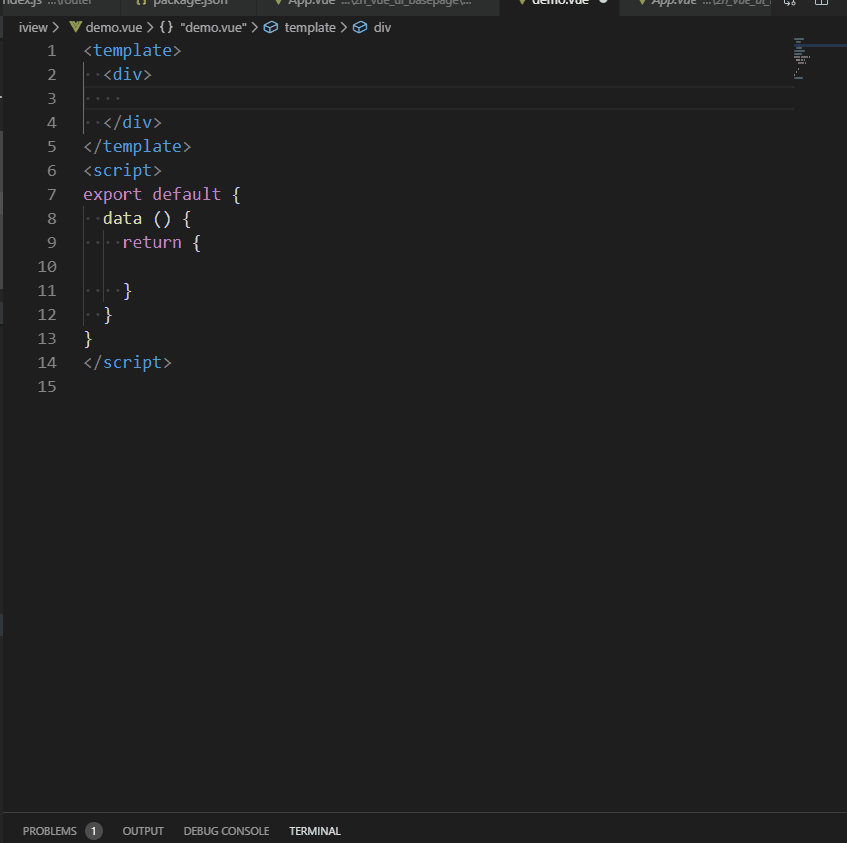 index.js ...\router package.json App.vue ...\zh_vue_ui_basepage\... demo.vue App.vue
iview > demo.vue > {} "demo.vue" > template > div
1 <template>
2 <div>
3
4 </div>
5 </template>
6 <script>
7 export default {
8 data () {
9 return {
10
11 }
12 }
13 }
14 </script>
15
PROBLEMS 1 OUTPUT DEBUG CONSOLE TERMINAL